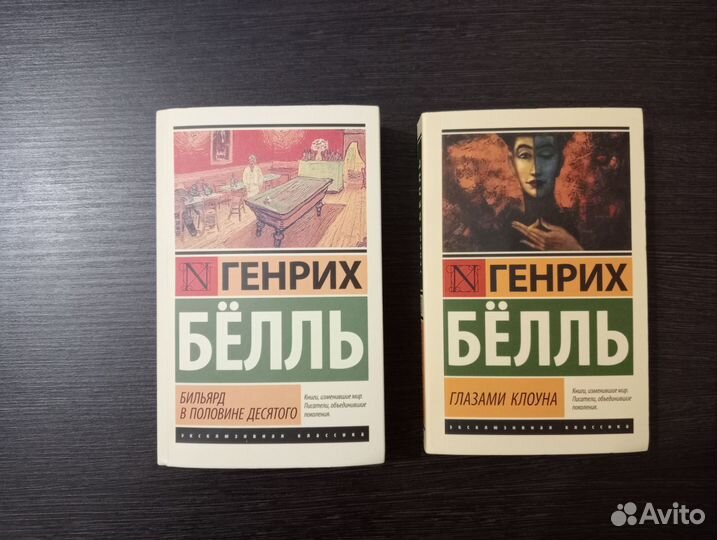 ГЕНРИХ
БЁЛЛЬ
БИЛЬЯРД
В ПОЛОВИНЕ ДЕСЯТОГО
Книги, изменившие мир.
Писатели, объединившие
поколения.
ЭКСКЛЮЗИВНАЯ КЛАССИКА
ГЕНРИХ
БЁЛЛЬ
ГЛАЗАМИ КЛОУНА
Книги, изменившие мир.
Писатели, объединившие
поколения.
ЭКСКЛЮЗИВНАЯ КЛАССИКА
Avito